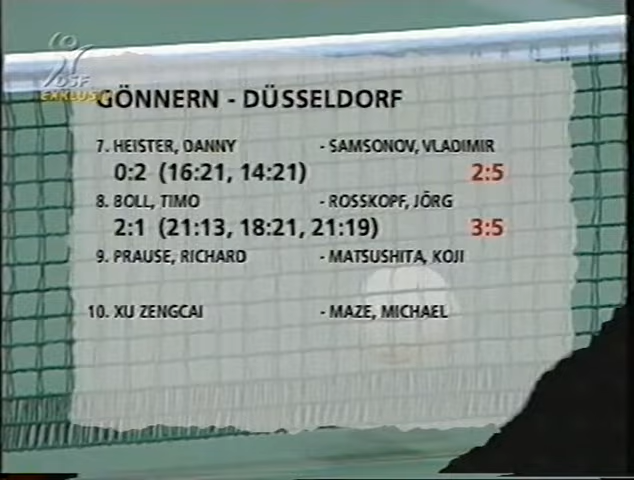 DSF
EXKLUSIV
GÖNNERN - DÜSSELDORF
7. HEISTER, DANNY - SAMSONOV, VLADIMIR
0:2 (16:21, 14:21) 2:5
8. BOLL, TIMO - ROSSKOPF, JÖRG
2:1 (21:13, 18:21, 21:19) 3:5
9. PRAUSE, RICHARD - MATSUSHITA, KOJI
10. XU ZENGCAI - MAZE, MICHAEL